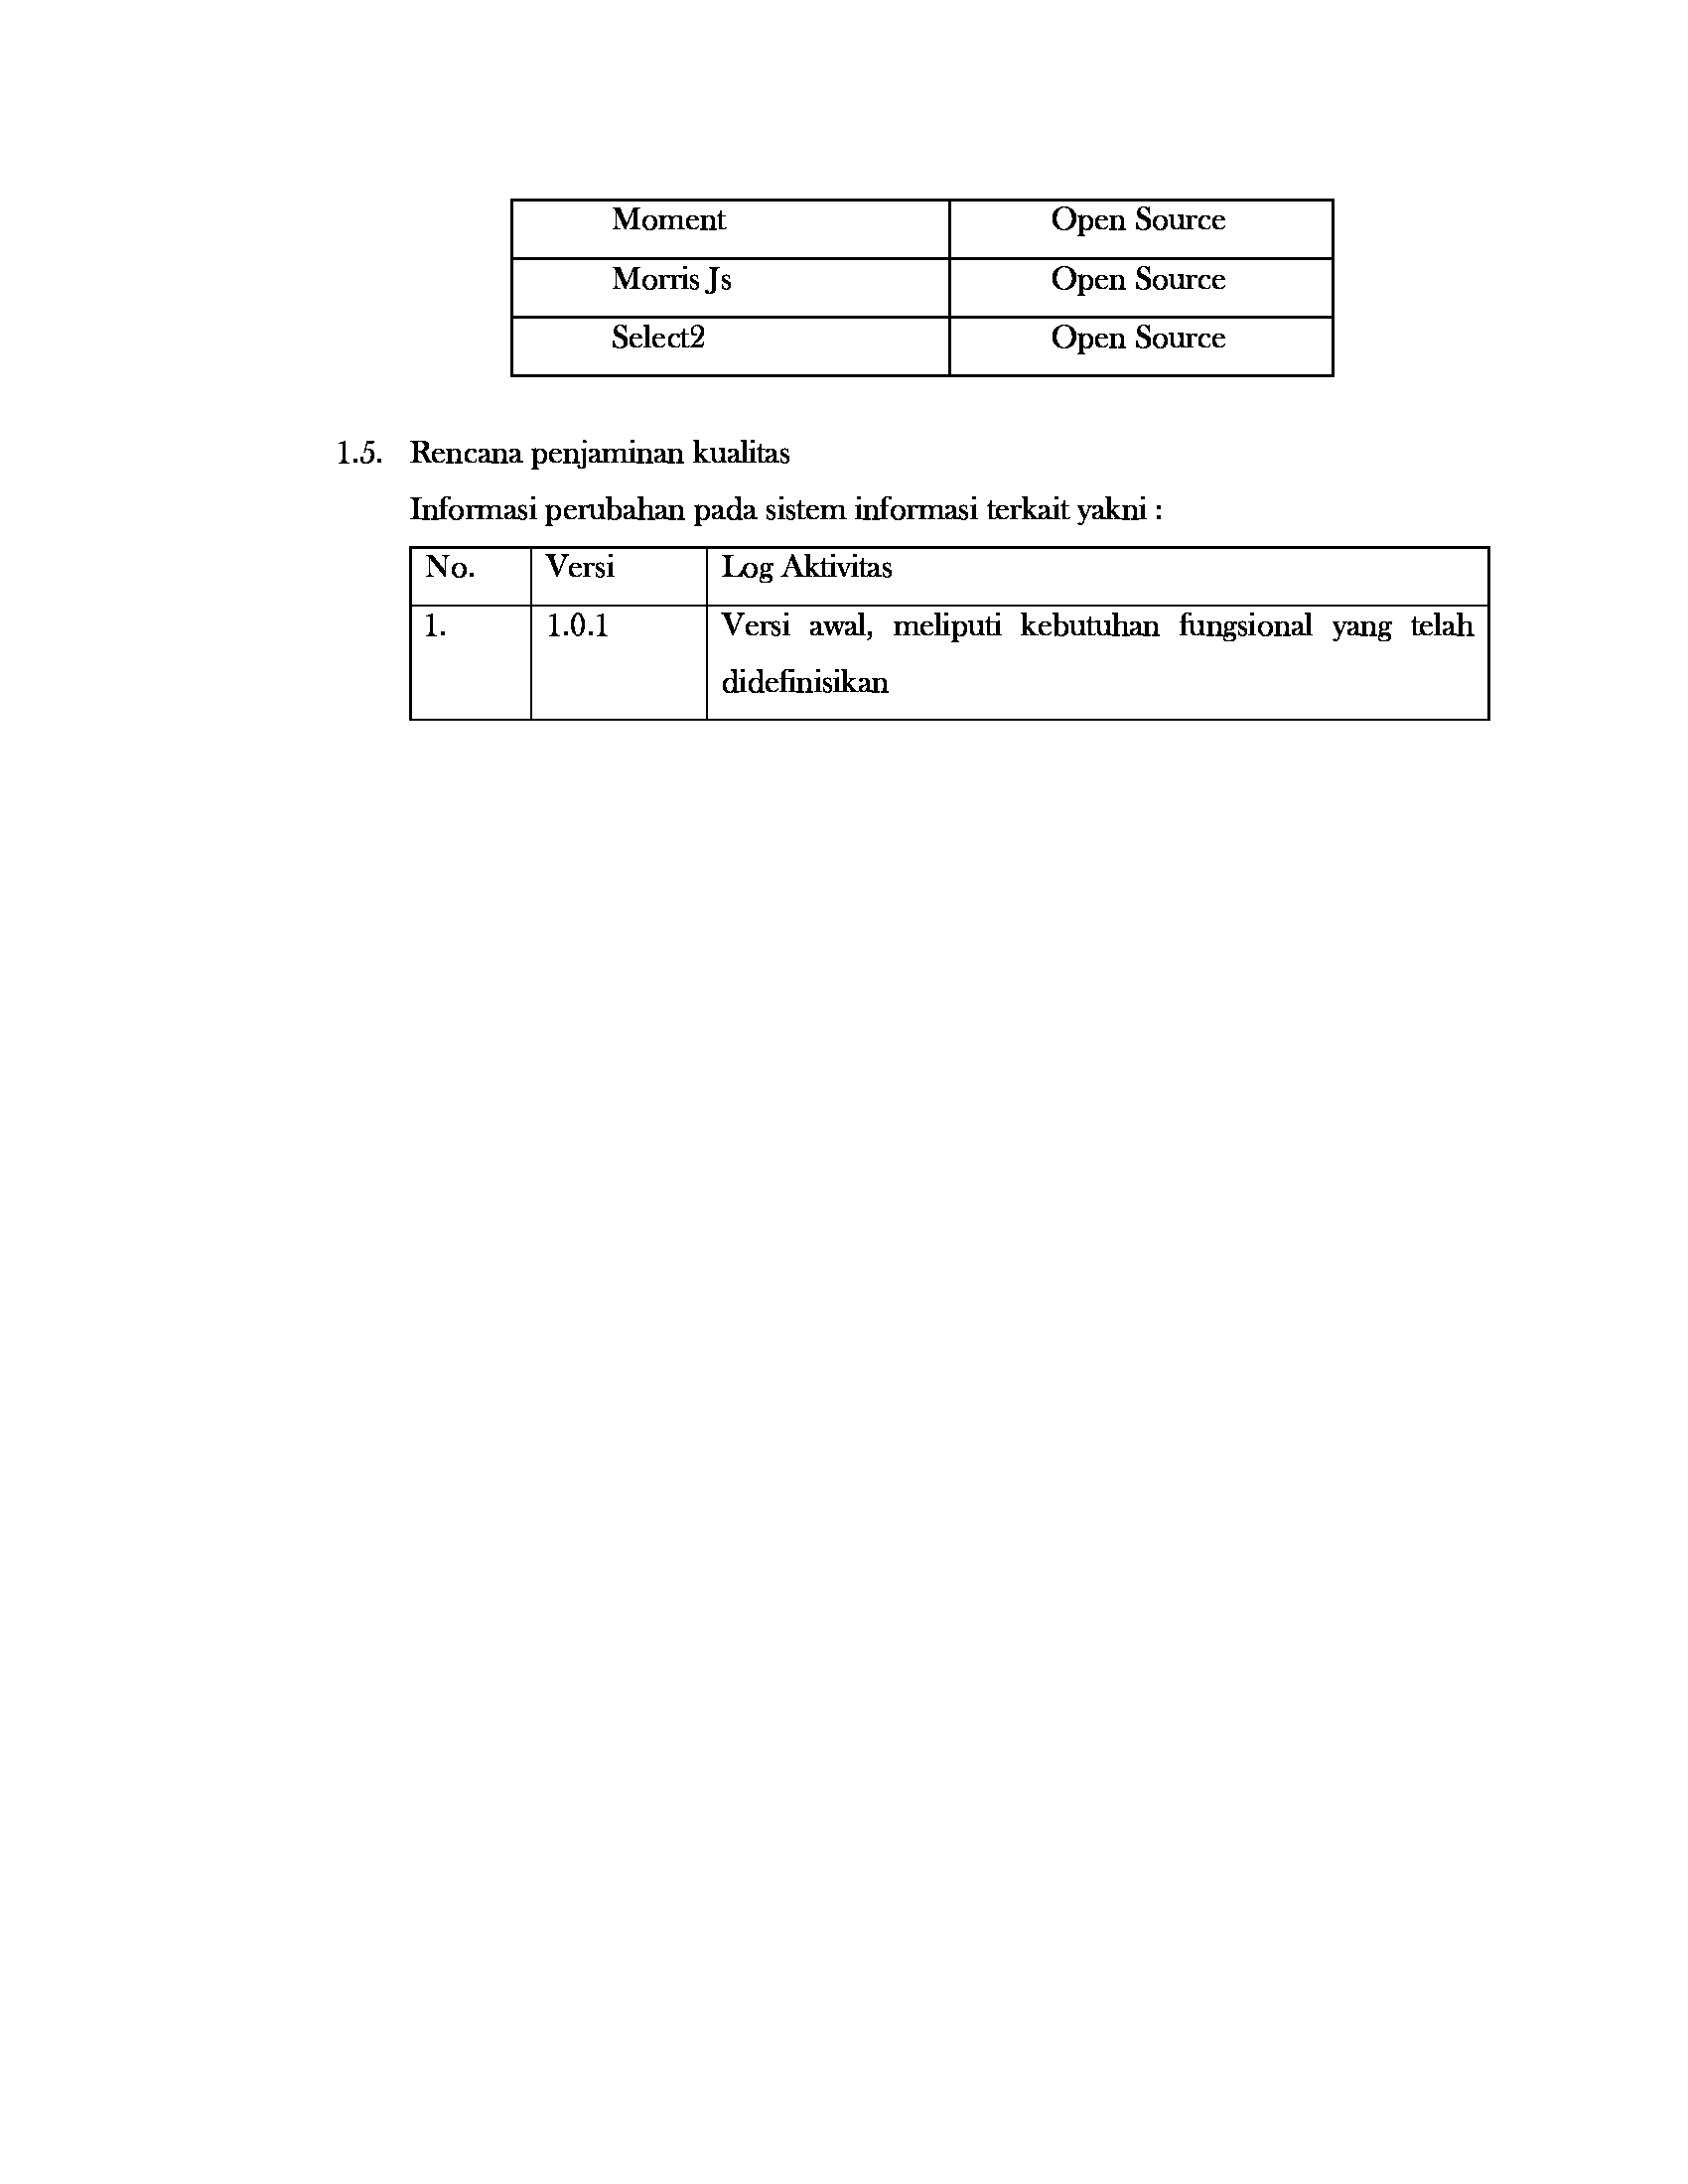 Moment Open Source
Morris Js Open Source
Select2 Open Source
1.5. Rencana penjaminan kualitas
Informasi perubahan pada sistem informasi terkait yakni :
No. Versi Log Aktivitas
1. 1.0.1 Versi awal, meliputi kebutuhan fungsional yang telah
didefinisikan